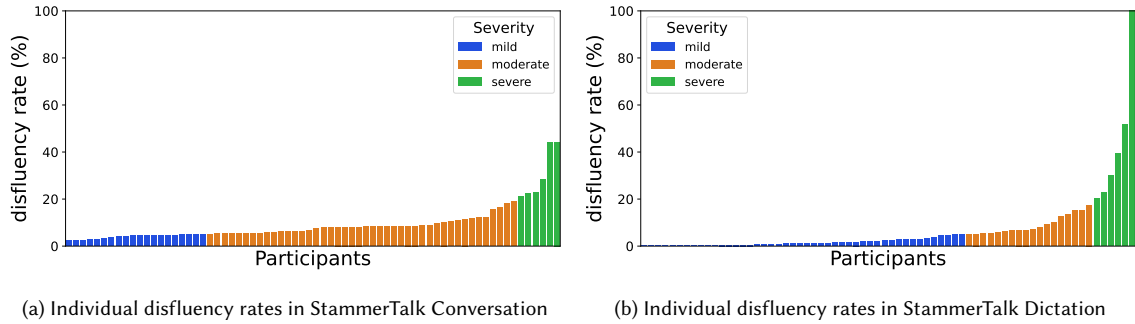 100
80
60
40
20
0
disfluency rate (%)
Severity
mild
moderate
severe
Participants
(a) Individual disfluency rates in StammerTalk Conversation
100
80
60
40
20
0
disfluency rate (%)
Severity
mild
moderate
severe
Participants
(b) Individual disfluency rates in StammerTalk Dictation